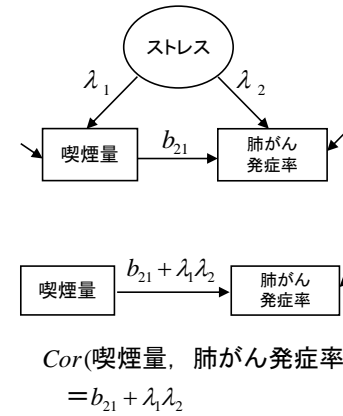 ストレス
λ₁ λ₂
喫煙量 b₂₁ 肺がん
発症率
喫煙量 b₂₁ + λ₁λ₂ 肺がん
発症率
Cor(喫煙量, 肺がん発症率
＝b₂₁ + λ₁λ₂